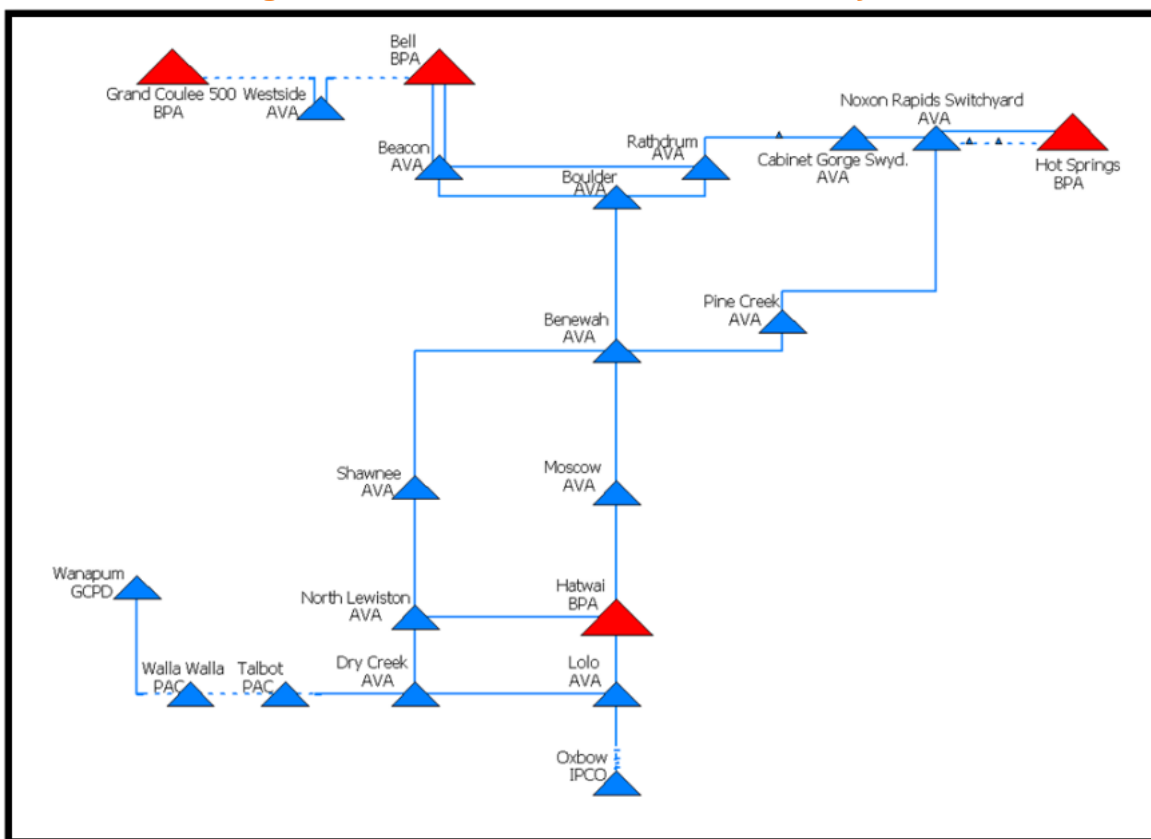 Bell
BPA
Grand Coulee 500
BPA
Westside
AVA
Noxon Rapids Switchyard
AVA
Beacon
AVA
Rathdrum
AVA
Cabinet Gorge Swyd.
AVA
Hot Springs
BPA
Boulder
AVA
Pine Creek
AVA
Benewah
AVA
Shawnee
AVA
Moscow
AVA
Wanapum
GCPD
North Lewiston
AVA
Hatwai
BPA
Walla Walla
PAC
Talbot
PAC
Dry Creek
AVA
Lolo
AVA
Oxbow
IPCO